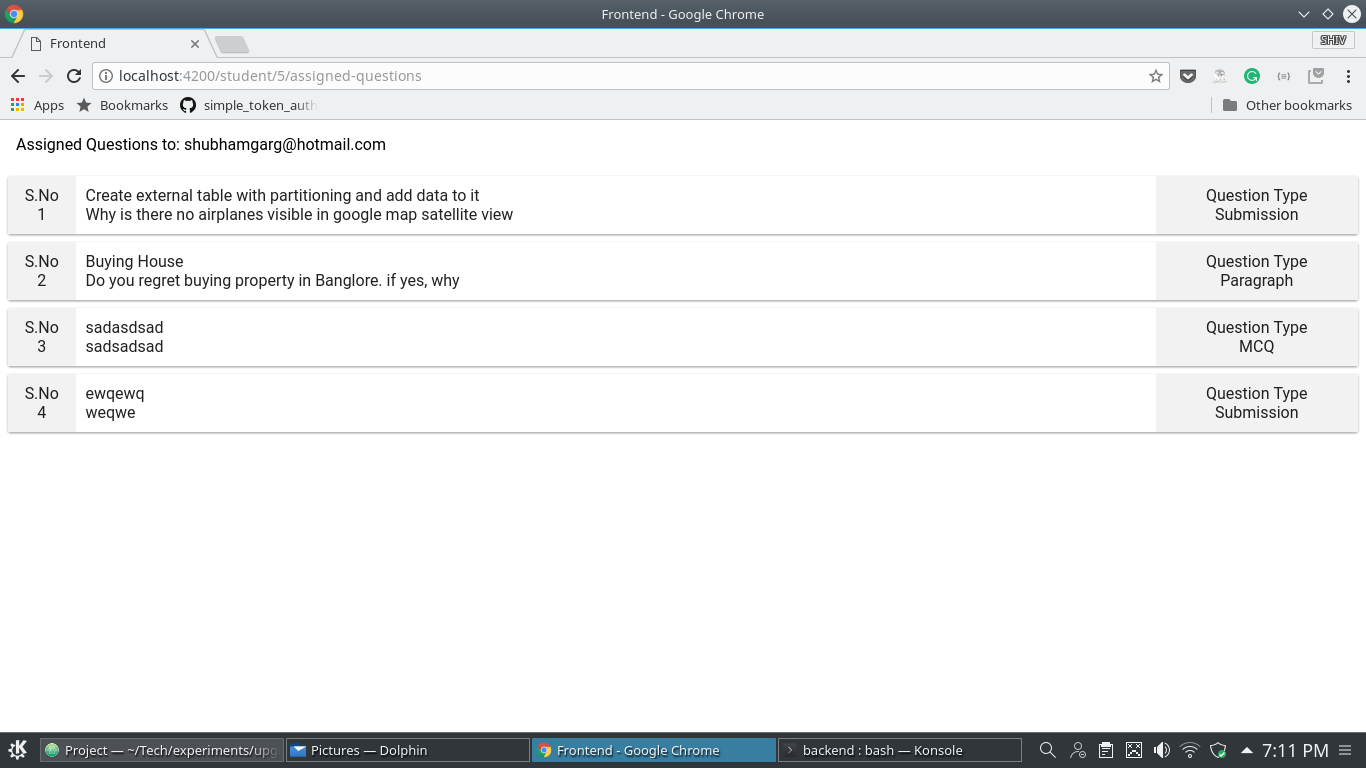 Frontend - Google Chrome
Frontend
SHIV
localhost:4200/student/5/assigned-questions
Apps Bookmarks simple_token_auth Other bookmarks
Assigned Questions to: shubhamgarg@hotmail.com
S.No Create external table with partitioning and add data to it Question Type
1 Why is there no airplanes visible in google map satellite view Submission
S.No Buying House Question Type
2 Do you regret buying property in Banglore. if yes, why Paragraph
S.No sadasdsad Question Type
3 sadsadsad MCQ
S.No ewqewq Question Type
4 weqwe Submission
Project — ~/Tech/experiments/upg Pictures — Dolphin Frontend - Google Chrome backend : bash — Konsole 7:11 PM